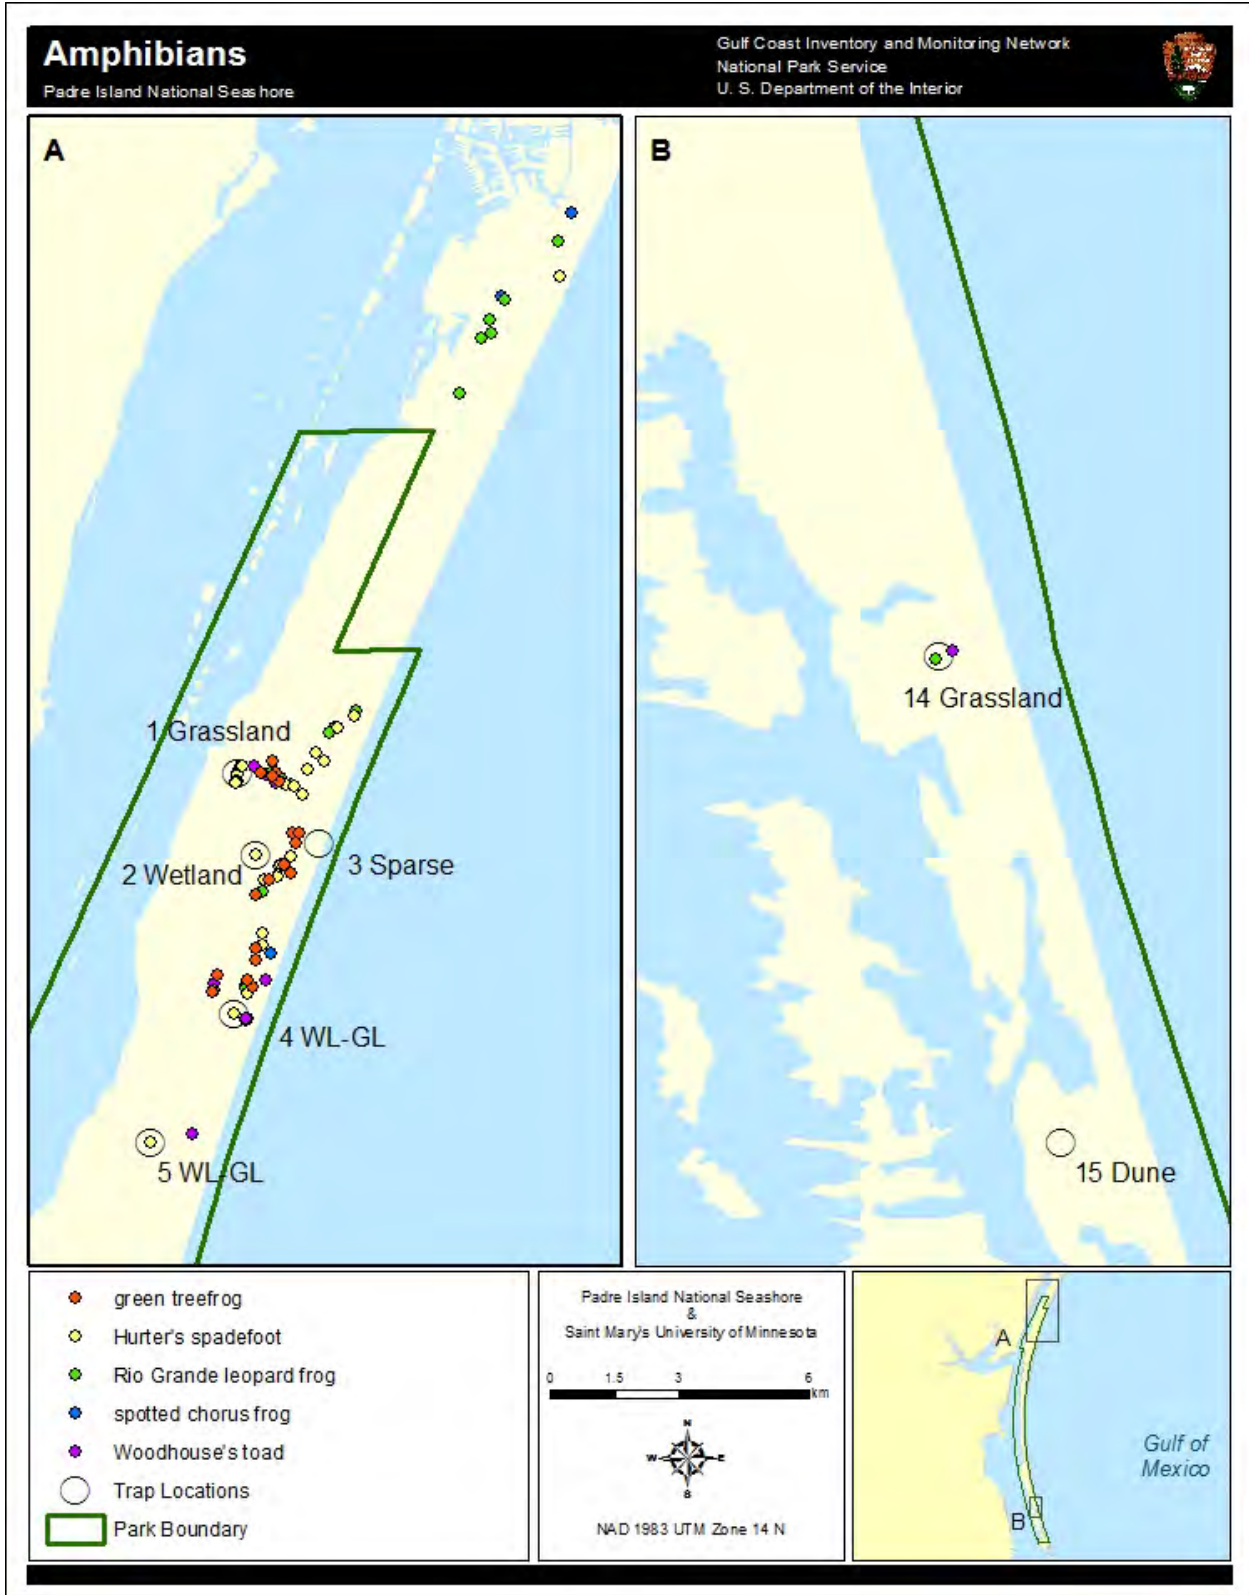 Amphibians
Padre Island National Seashore
Gulf Coast Inventory and Monitoring Network
National Park Service
U. S. Department of the Interior
A
1 Grassland
2 Wetland
3 Sparse
4 WL-GL
5 WL-GL
B
14 Grassland
15 Dune
green treefrog
Hurter's spadefoot
Rio Grande leopard frog
spotted chorus frog
Woodhouse's toad
Trap Locations
Park Boundary
Padre Island National Seashore
&
Saint Mary's University of Minnesota
0 1.5 3 6
km
N
W E
S
NAD 1983 UTM Zone 14 N
A
Gulf of
Mexico
B